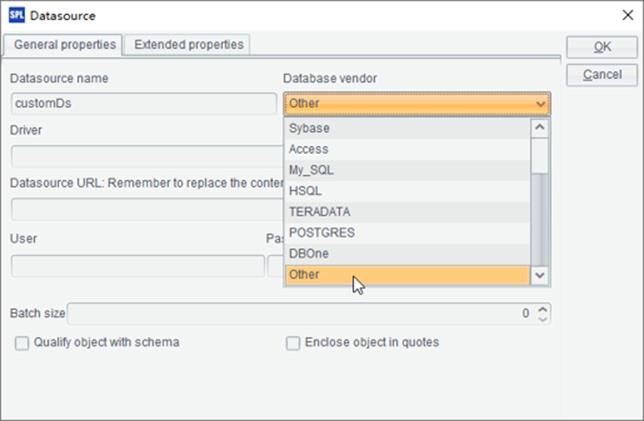 SPL Datasource
General properties Extended properties
OK
Cancel
Datasource name Database vendor
customDs Other
Driver
Sybase
Access
My_SQL
HSQL
TERADATA
POSTGRES
DBOne
Other
Datasource URL: Remember to replace the conter
User Pas
Batch size 0
Qualify object with schema Enclose object in quotes